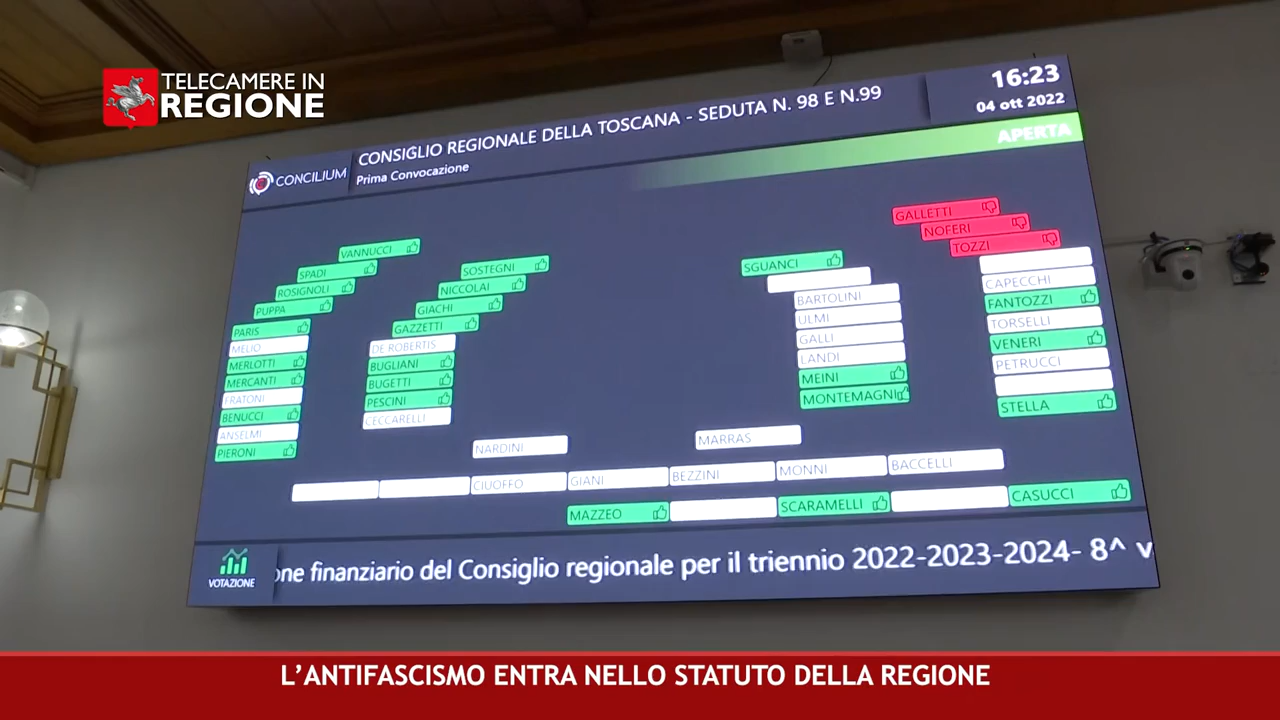 TELECAMERE IN
REGIONE
CONCILIUM
CONSIGLIO REGIONALE DELLA TOSCANA - SEDUTA N. 98 E N.99
Prima Convocazione
16:23
04 ott 2022
APERTA
VANNUCCI
SPADI
ROSIGNOLI
PUPPA
PARIS
MELIO
MERLOTTI
MERCANTI
FRATONI
BENUCCI
ANSELMI
PIERONI
SOSTEGNI
NICCOLAI
GIACHI
GAZZETTI
DE ROBERTIS
BUGLIANI
BUGETTI
PESCINI
CECCARELLI
SGUANCI
BARTOLINI
ULMI
GALLI
LANDI
MEINI
MONTEMAGNI
GALLETTI
NOFERI
TOZZI
CAPECCHI
FANTOZZI
TORSELLI
VENERI
PETRUCCI
STELLA
NARDINI
MARRAS
CIUOFFO
GIANI
BEZZINI
MONNI
BACCELLI
MAZZEO
SCARAMELLI
CASUCCI
VOTAZIONE
one finanziario del Consiglio regionale per il triennio 2022-2023-2024- 8^ v
L'ANTIFASCISMO ENTRA NELLO STATUTO DELLA REGIONE